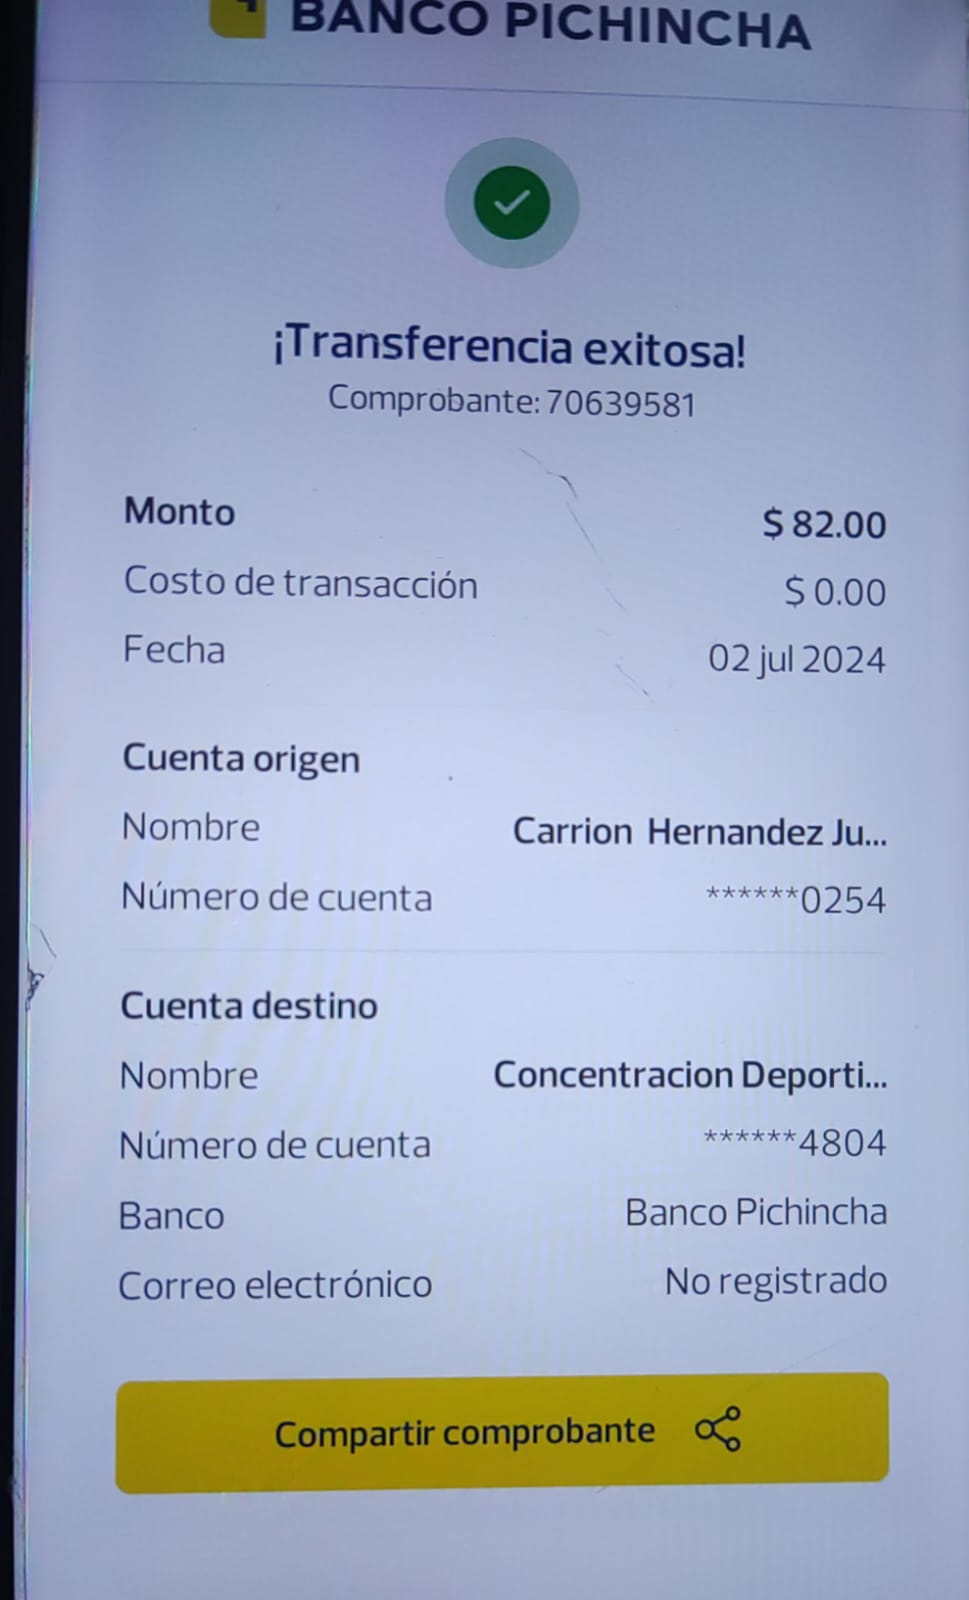 BANCO PICHINCHA
¡Transferencia exitosa!
Comprobante: 70639581
Monto $ 82.00
Costo de transacción $ 0.00
Fecha 02 jul 2024
Cuenta origen
Nombre Carrion Hernandez Ju...
Número de cuenta ******0254
Cuenta destino
Nombre Concentracion Deporti...
Número de cuenta ******4804
Banco Banco Pichincha
Correo electrónico No registrado
Compartir comprobante